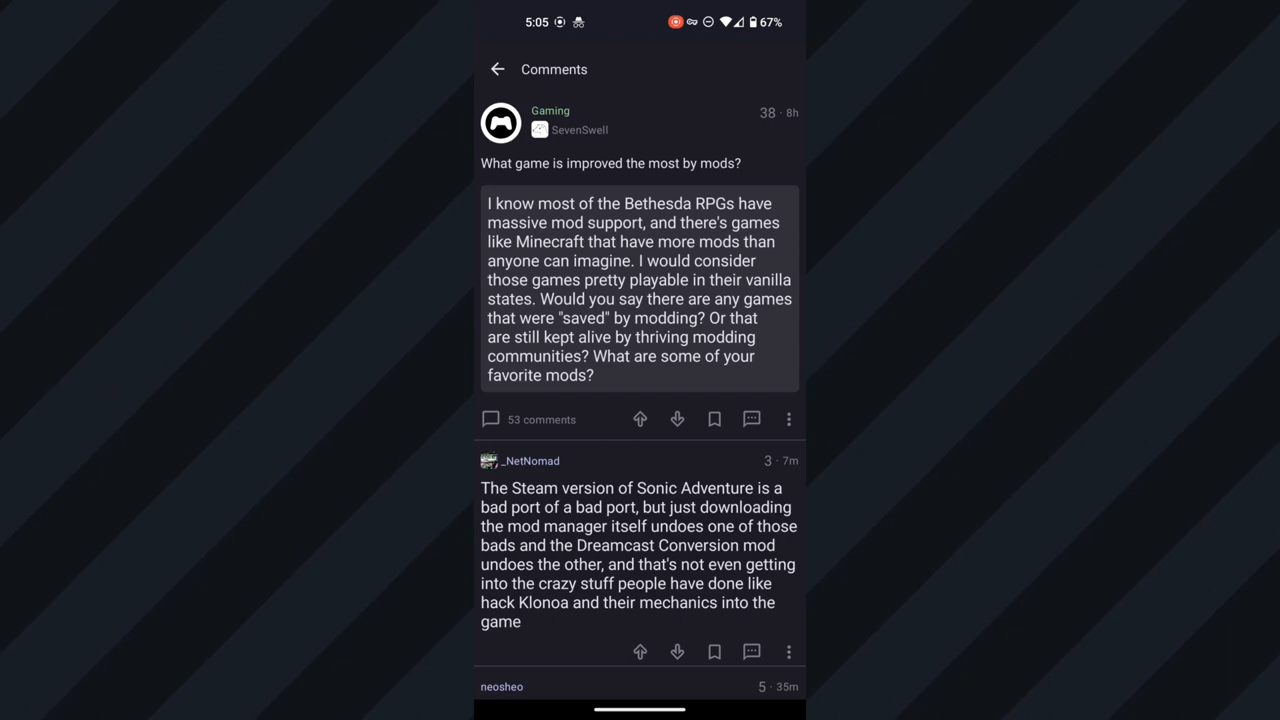 5:05 67%
Comments
Gaming 38 · 8h
SevenSwell
What game is improved the most by mods?
I know most of the Bethesda RPGs have
massive mod support, and there's games
like Minecraft that have more mods than
anyone can imagine. I would consider
those games pretty playable in their vanilla
states. Would you say there are any games
that were "saved" by modding? Or that
are still kept alive by thriving modding
communities? What are some of your
favorite mods?
53 comments
_NetNomad 3 · 7m
The Steam version of Sonic Adventure is a
bad port of a bad port, but just downloading
the mod manager itself undoes one of those
bads and the Dreamcast Conversion mod
undoes the other, and that's not even getting
into the crazy stuff people have done like
hack Klonoa and their mechanics into the
game
neosheo 5 · 35m